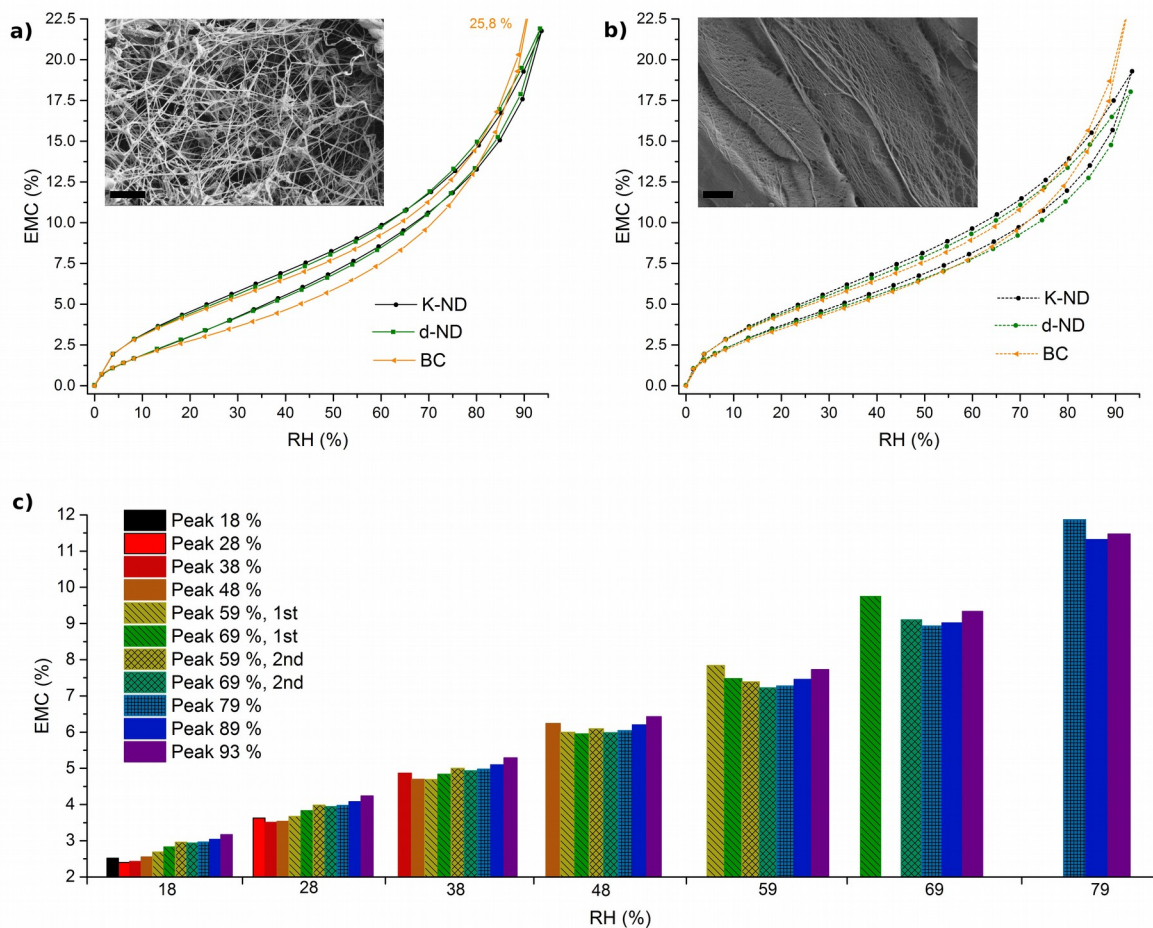 a)
25,8 %
22.5
20.0
17.5
15.0
12.5
10.0
7.5
5.0
2.5
0.0
EMC (%)
K-ND
d-ND
BC
0 10 20 30 40 50 60 70 80 90
RH (%)
b)
22.5
20.0
17.5
15.0
12.5
10.0
7.5
5.0
2.5
0.0
EMC (%)
K-ND
d-ND
BC
0 10 20 30 40 50 60 70 80 90
RH (%)
c)
12
11
10
9
8
7
6
5
4
3
2
EMC (%)
Peak 18 %
Peak 28 %
Peak 38 %
Peak 48 %
Peak 59 %, 1st
Peak 69 %, 1st
Peak 59 %, 2nd
Peak 69 %, 2nd
Peak 79 %
Peak 89 %
Peak 93 %
18 28 38 48 59 69 79
RH (%)